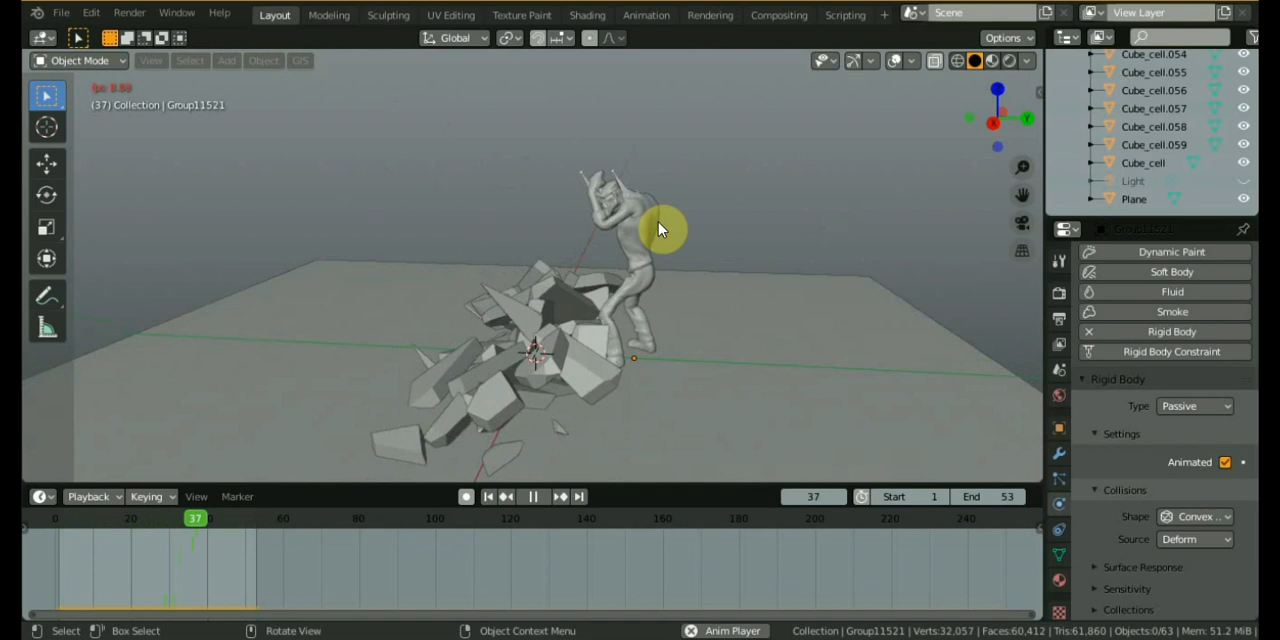 File Edit Render Window Help Layout Modeling Sculpting UV Editing Texture Paint Shading Animation Rendering Compositing Scripting + Scene View Layer
Global Options
Object Mode View Select Add Object GIS
(37) Collection | Group11521
Z
Y
X
Cube_cell.054
Cube_cell.055
Cube_cell.056
Cube_cell.057
Cube_cell.058
Cube_cell.059
Cube_cell
Light
Plane
Group11521
Dynamic Paint
Soft Body
Fluid
Smoke
Rigid Body
Rigid Body Constraint
Rigid Body
Type Passive
Settings
Animated
Collisions
Shape Convex ..
Source Deform
Surface Response
Sensitivity
Collections
Playback Keying View Marker 37 Start 1 End 53
0 20 37 60 80 100 120 140 160 180 200 220 240
Select Box Select Rotate View Object Context Menu Anim Player Collection | Group11521 | Verts:32,057 | Faces:60,412 | Tris:61,860 | Objects:0/63 | Mem: 51.2 MiB